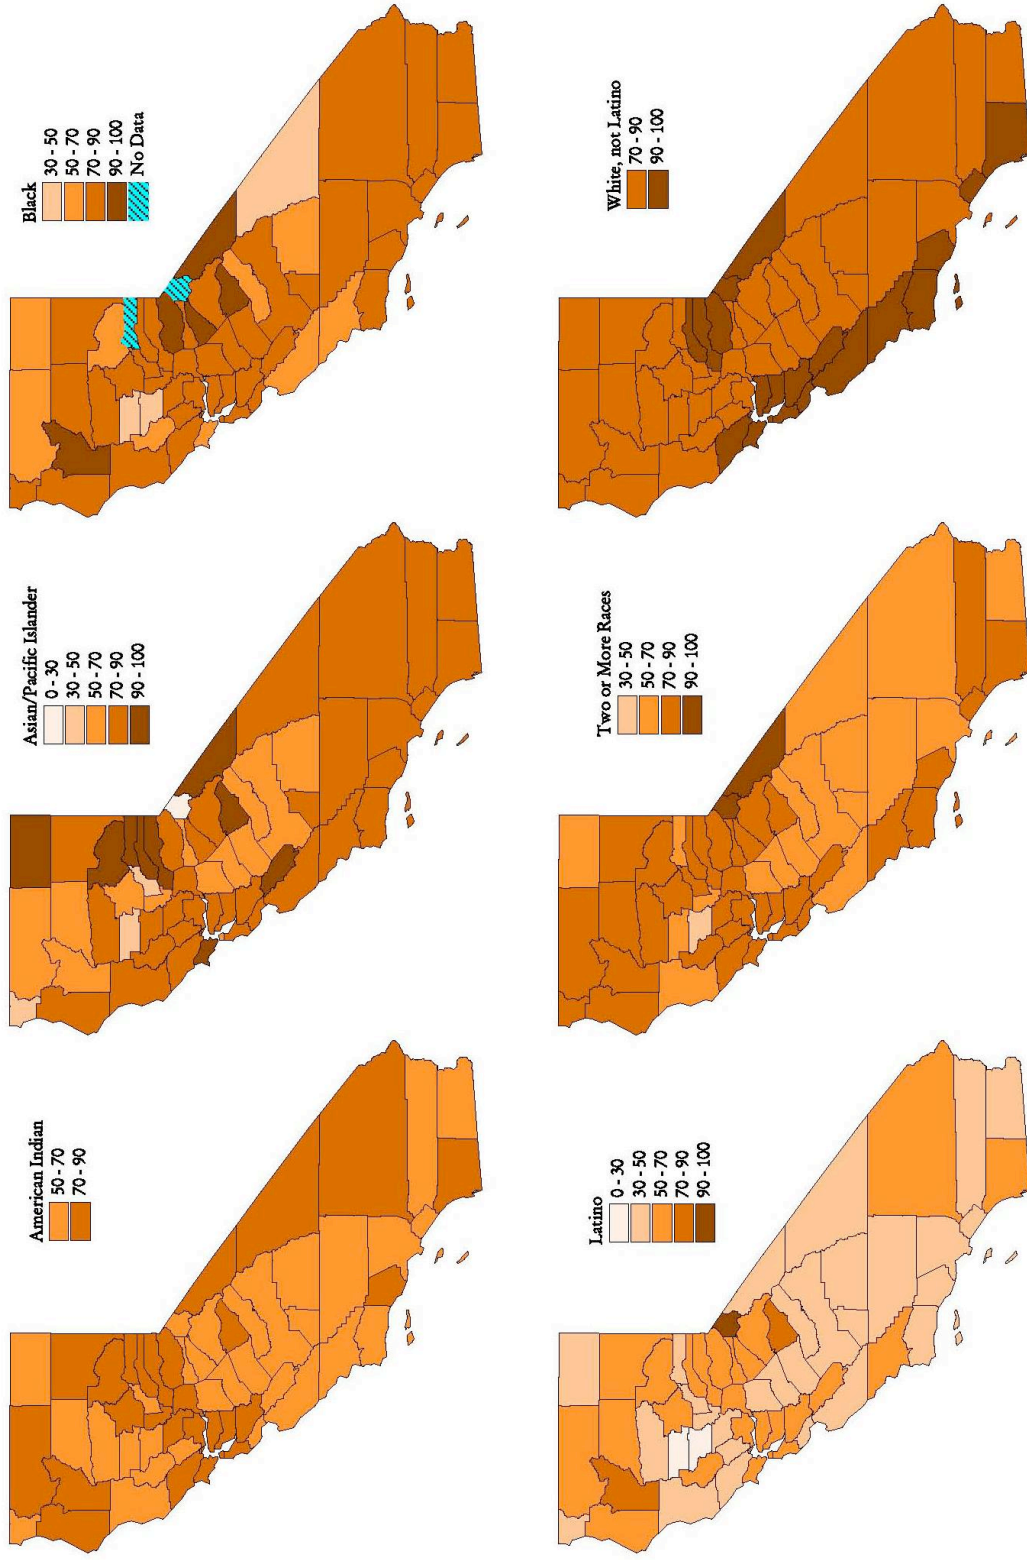 American Indian
50 - 70
70 - 90
Asian/Pacific Islander
0 - 30
30 - 50
50 - 70
70 - 90
90 - 100
Black
30 - 50
50 - 70
70 - 90
90 - 100
No Data
Latino
0 - 30
30 - 50
50 - 70
70 - 90
90 - 100
Two or More Races
30 - 50
50 - 70
70 - 90
90 - 100
White, not Latino
70 - 90
90 - 100